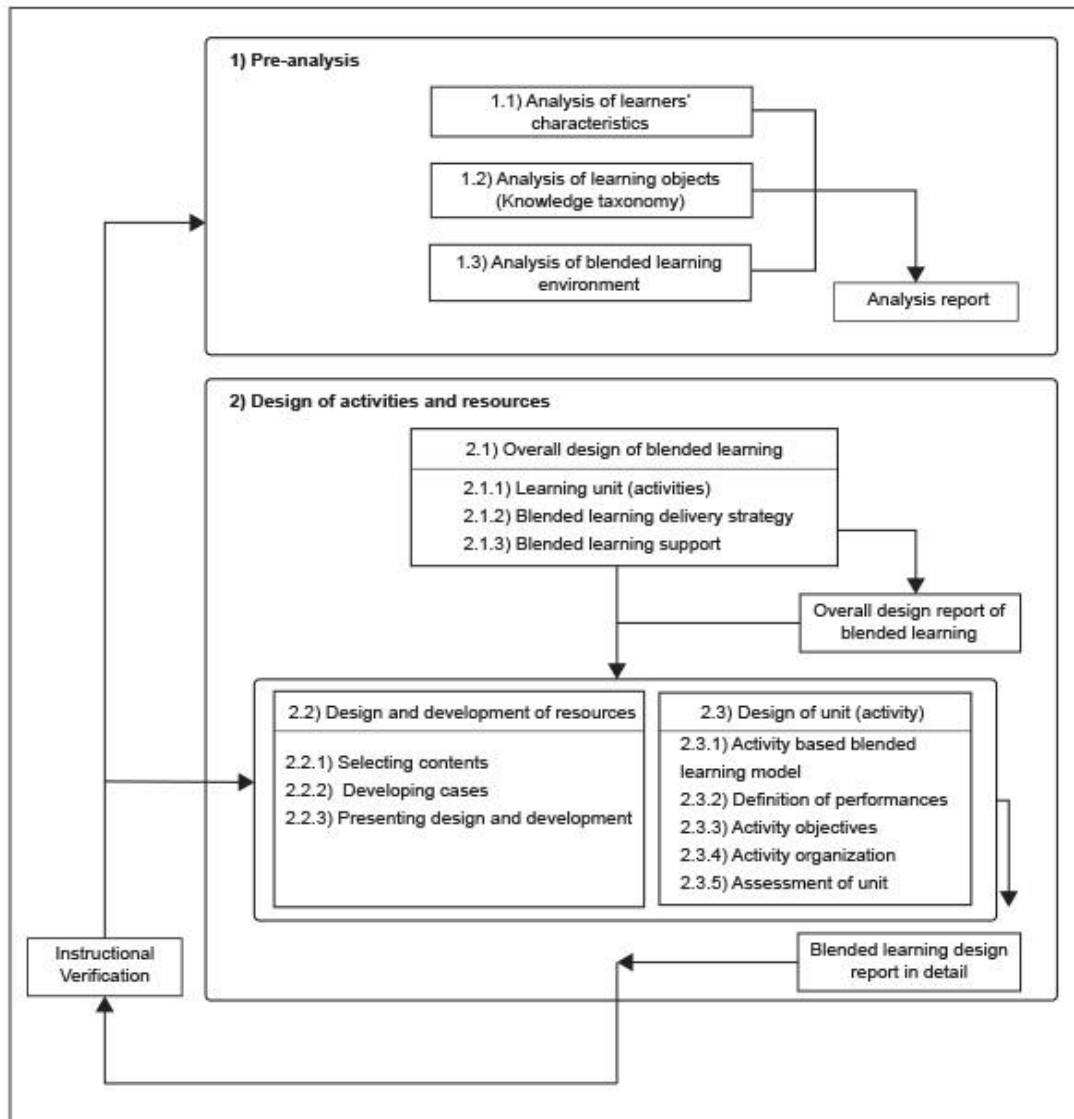 1) Pre-analysis
1.1) Analysis of learners'
characteristics
1.2) Analysis of learning objects
(Knowledge taxonomy)
1.3) Analysis of blended learning
environment
Analysis report
2) Design of activities and resources
2.1) Overall design of blended learning
2.1.1) Learning unit (activities)
2.1.2) Blended learning delivery strategy
2.1.3) Blended learning support
Overall design report of
blended learning
2.2) Design and development of resources
2.2.1) Selecting contents
2.2.2) Developing cases
2.2.3) Presenting design and development
2.3) Design of unit (activity)
2.3.1) Activity based blended
learning model
2.3.2) Definition of performances
2.3.3) Activity objectives
2.3.4) Activity organization
2.3.5) Assessment of unit
Instructional
Verification
Blended learning design
report in detail